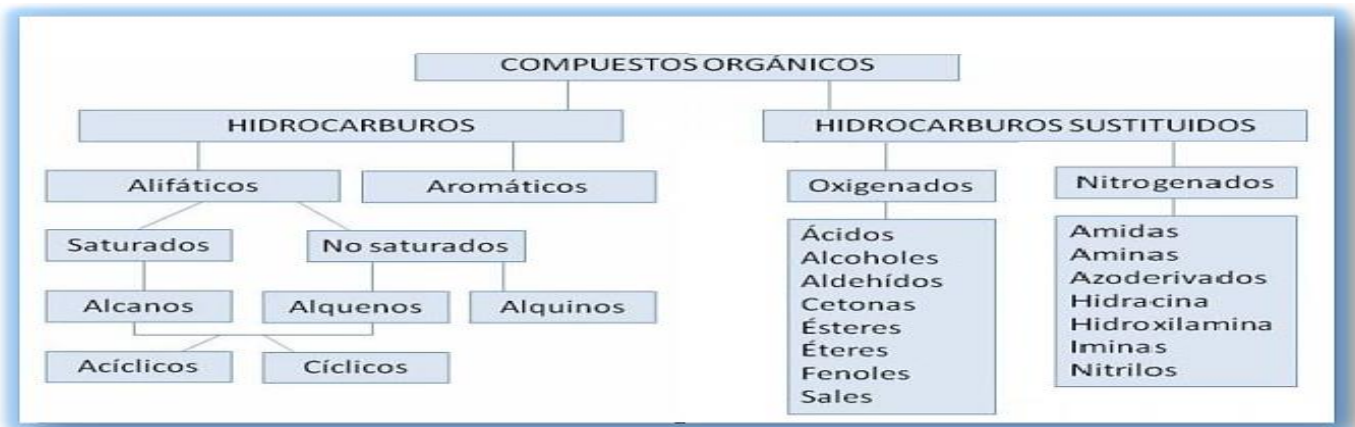 COMPUESTOS ORGÁNICOS
HIDROCARBUROS
HIDROCARBUROS SUSTITUIDOS
Alifáticos
Aromáticos
Oxigenados
Nitrogenados
Saturados
No saturados
Alcanos
Alquenos
Alquinos
Acíclicos
Cíclicos
Ácidos
Alcoholes
Aldehídos
Cetonas
Ésteres
Éteres
Fenoles
Sales
Amidas
Aminas
Azoderivados
Hidracina
Hidroxilamina
Iminas
Nitrilos